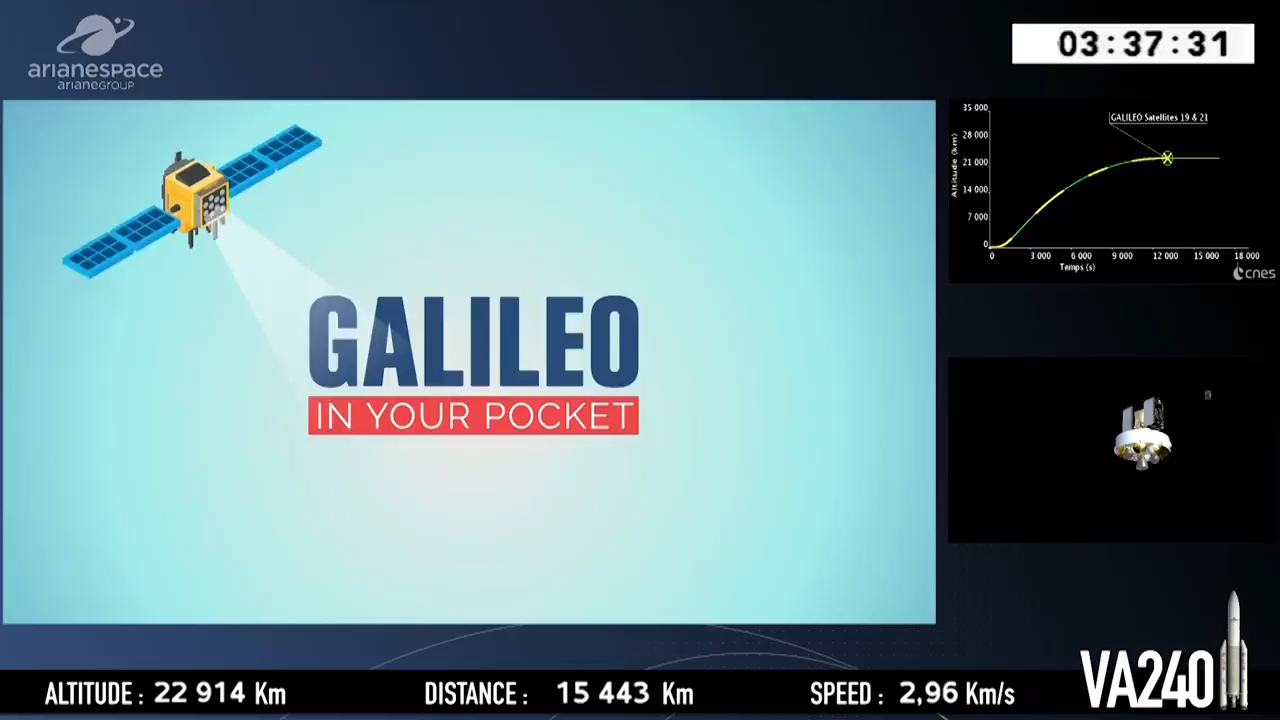 arianespace
arianeGROUP
03:37:31
GALILEO
IN YOUR POCKET
35 000
28 000
21 000
14 000
7 000
0
Altitude (km)
GALILEO Satellites 19 & 21
0 3 000 6 000 9 000 12 000 15 000 18 000
Temps (s)
cnes
VA240
ALTITUDE : 22 914 Km DISTANCE : 15 443 Km SPEED : 2,96 Km/s